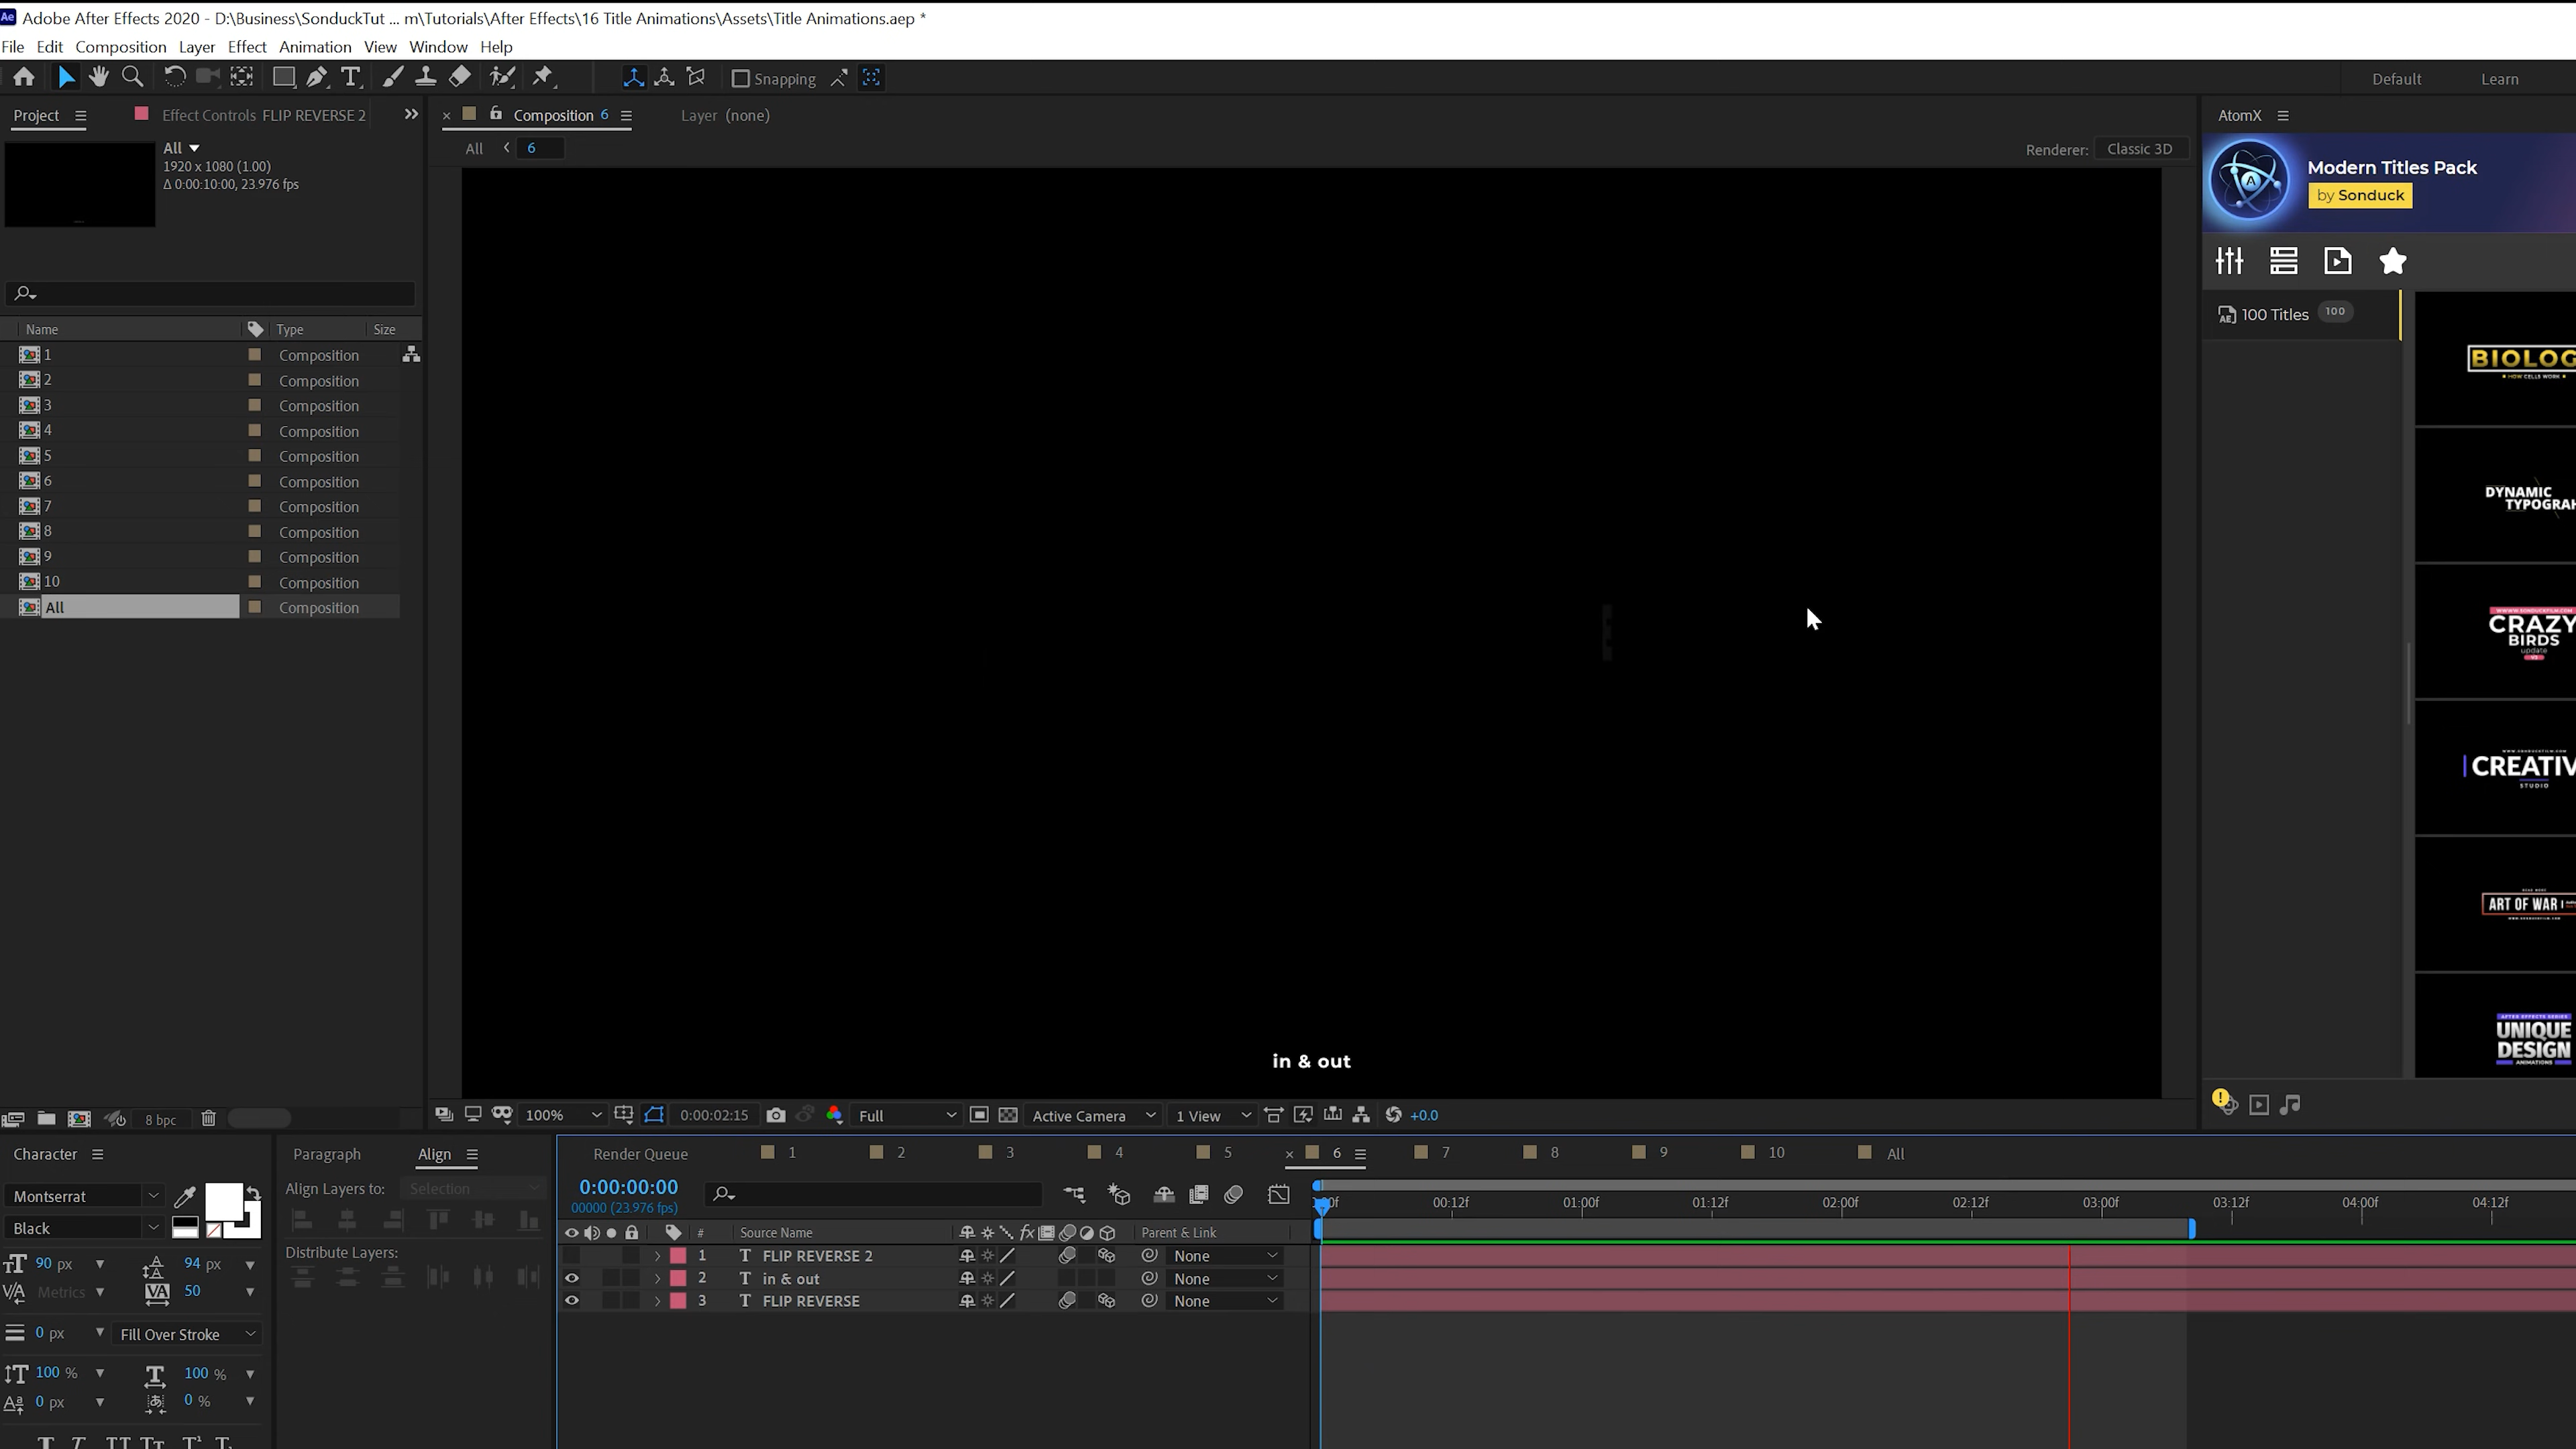 Adobe After Effects 2020 - D:\Business\SonduckTut ... m\Tutorials\After Effects\16 Title Animations\Assets\Title Animations.aep *
File Edit Composition Layer Effect Animation View Window Help
Snapping
Default Learn
Project Effect Controls FLIP REVERSE 2
Composition 6 Layer (none)
AtomX
All
1920 x 1080 (1.00)
Δ 0:00:10:00, 23.976 fps
All 6
Renderer: Classic 3D
Modern Titles Pack
by Sonduck
100 Titles 100
Name Type Size
1 Composition
2 Composition
3 Composition
4 Composition
5 Composition
6 Composition
7 Composition
8 Composition
9 Composition
10 Composition
All Composition
BIOLOG
HOW CELLS WORK
DYNAMIC
TYPOGRAH
CRAZY
BIRDS
update
CREATIV
STUDIO
ART OF WAR
AFTER EFFECTS SERIES
UNIQUE
DESIGN
ANIMATIONS
in & out
8 bpc
100% 0:00:02:15 Full Active Camera 1 View +0.0
Character
Paragraph Align
Render Queue 1 2 3 4 5 6 7 8 9 10 All
Montserrat
Black
90 px 94 px
Metrics 50
0 px Fill Over Stroke
100 % 100 %
0 px 0 %
Align Layers to: Selection
Distribute Layers:
0:00:00:00
00000 (23.976 fps)
00:12f 01:00f 01:12f 02:00f 02:12f 03:00f 03:12f 04:00f 04:12f
# Source Name Parent & Link
1 T FLIP REVERSE 2 None
2 T in & out None
3 T FLIP REVERSE None